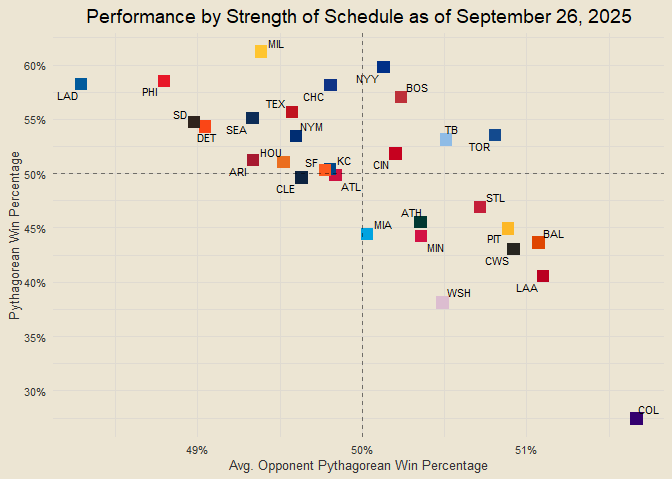 Performance by Strength of Schedule as of September 26, 2025
Pythagorean Win Percentage
60%
55%
50%
45%
40%
35%
30%
MIL
NYY
LAD
PHI
CHC
BOS
TEX
SD
DET
SEA
NYM
TB
TOR
HOU
ARI
SF
KC
CIN
CLE
ATL
STL
ATH
MIA
MIN
PIT
BAL
CWS
LAA
WSH
COL
49%
50%
51%
Avg. Opponent Pythagorean Win Percentage